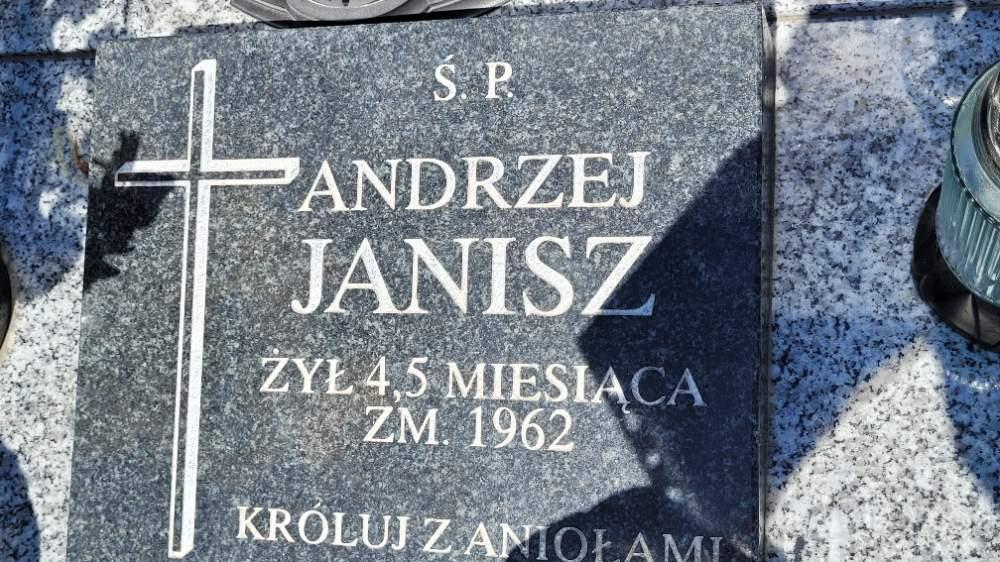 Ś. P.
ANDRZEJ
JANISZ
ŻYŁ 4,5 MIESIĄCA
ZM. 1962
KRÓLUJ Z ANIOŁAMI